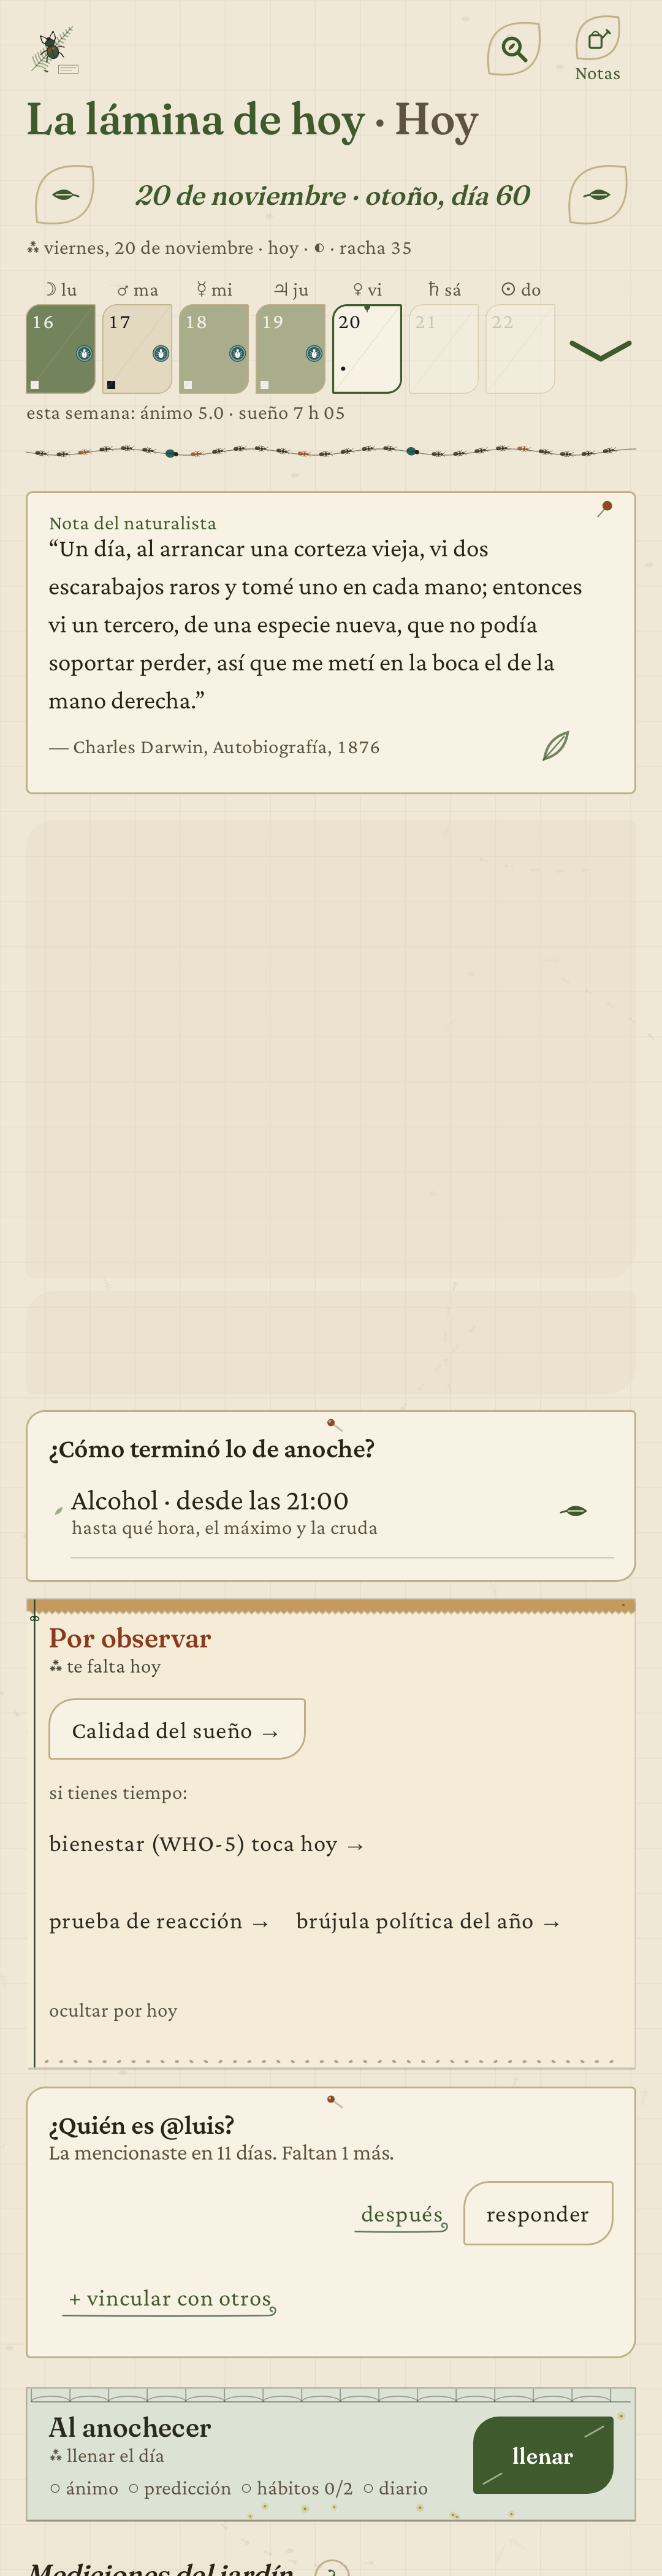 Notas
La lámina de hoy · Hoy
20 de noviembre · otoño, día 60
viernes, 20 de noviembre · hoy · racha 35
☽ lu ♂ ma ☿ mi ♃ ju ♀ vi ♄ sá ☉ do
16 17 18 19 20 21 22
esta semana: ánimo 5.0 · sueño 7 h 05
Nota del naturalista
“Un día, al arrancar una corteza vieja, vi dos
escarabajos raros y tomé uno en cada mano; entonces
vi un tercero, de una especie nueva, que no podía
soportar perder, así que me metí en la boca el de la
mano derecha.”
— Charles Darwin, Autobiografía, 1876
¿Cómo terminó lo de anoche?
Alcohol · desde las 21:00
hasta qué hora, el máximo y la cruda
Por observar
te falta hoy
Calidad del sueño →
si tienes tiempo:
bienestar (WHO-5) toca hoy →
prueba de reacción → brújula política del año →
ocultar por hoy
¿Quién es @luis?
La mencionaste en 11 días. Faltan 1 más.
después responder
+ vincular con otros
Al anochecer
llenar el día
llenar
○ ánimo ○ predicción ○ hábitos 0/2 ○ diario
Mediciones del jardín